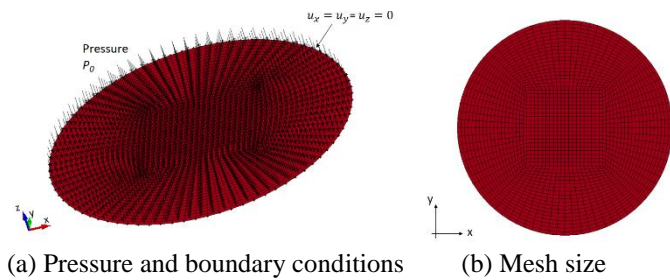 u_x = u_y = u_z = 0
Pressure
P_0
z
y
x
y
x
(a) Pressure and boundary conditions
(b) Mesh size